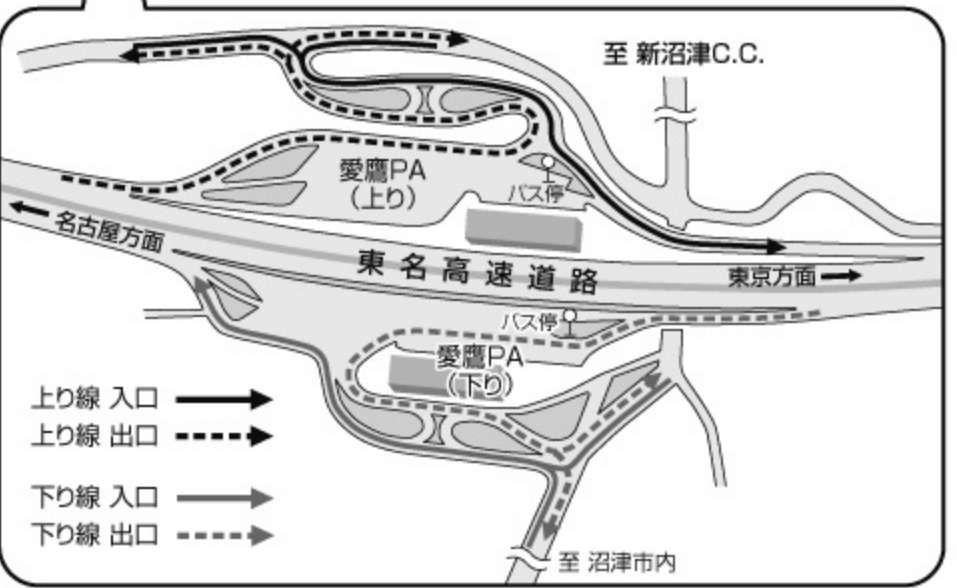 至 新沼津C.C.
愛鷹PA
（上り）
バス停
名古屋方面
東名高速道路
東京方面
バス停
愛鷹PA
（下り）
上り線 入口
上り線 出口
下り線 入口
下り線 出口
至 沼津市内